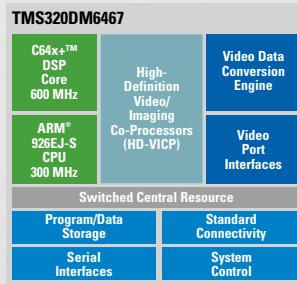 TMS320DM6467
C64x+™
DSP
Core
600 MHz
High-
Definition
Video/
Imaging
Co-Processors
(HD-VICP)
Video Data
Conversion
Engine
ARM®
926EJ-S
CPU
300 MHz
Video
Port
Interfaces
Switched Central Resource
Program/Data
Storage
Standard
Connectivity
Serial
Interfaces
System
Control